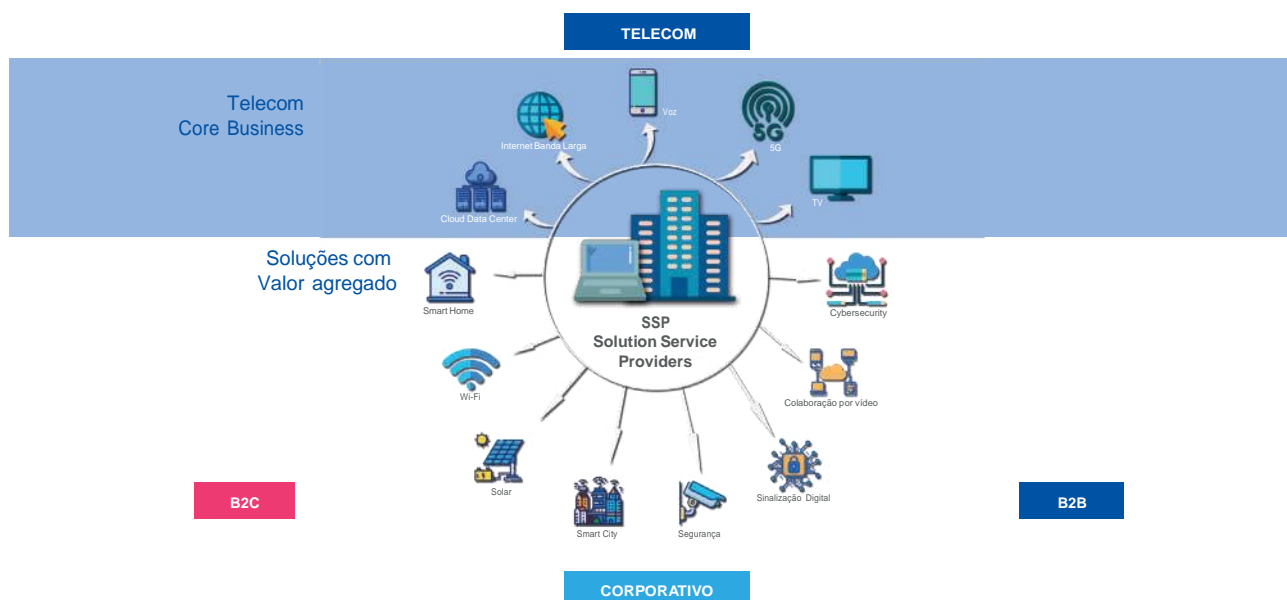 TELECOM
Telecom
Core Business
Voz
Internet Banda Larga
5G
5G
Cloud Data Center
TV
Soluções com
Valor agregado
Smart Home
Cybersecurity
SSP
Solution Service
Providers
Wi-Fi
Colaboração por vídeo
Solar
Sinalização Digital
B2C
B2B
Smart City
Segurança
CORPORATIVO